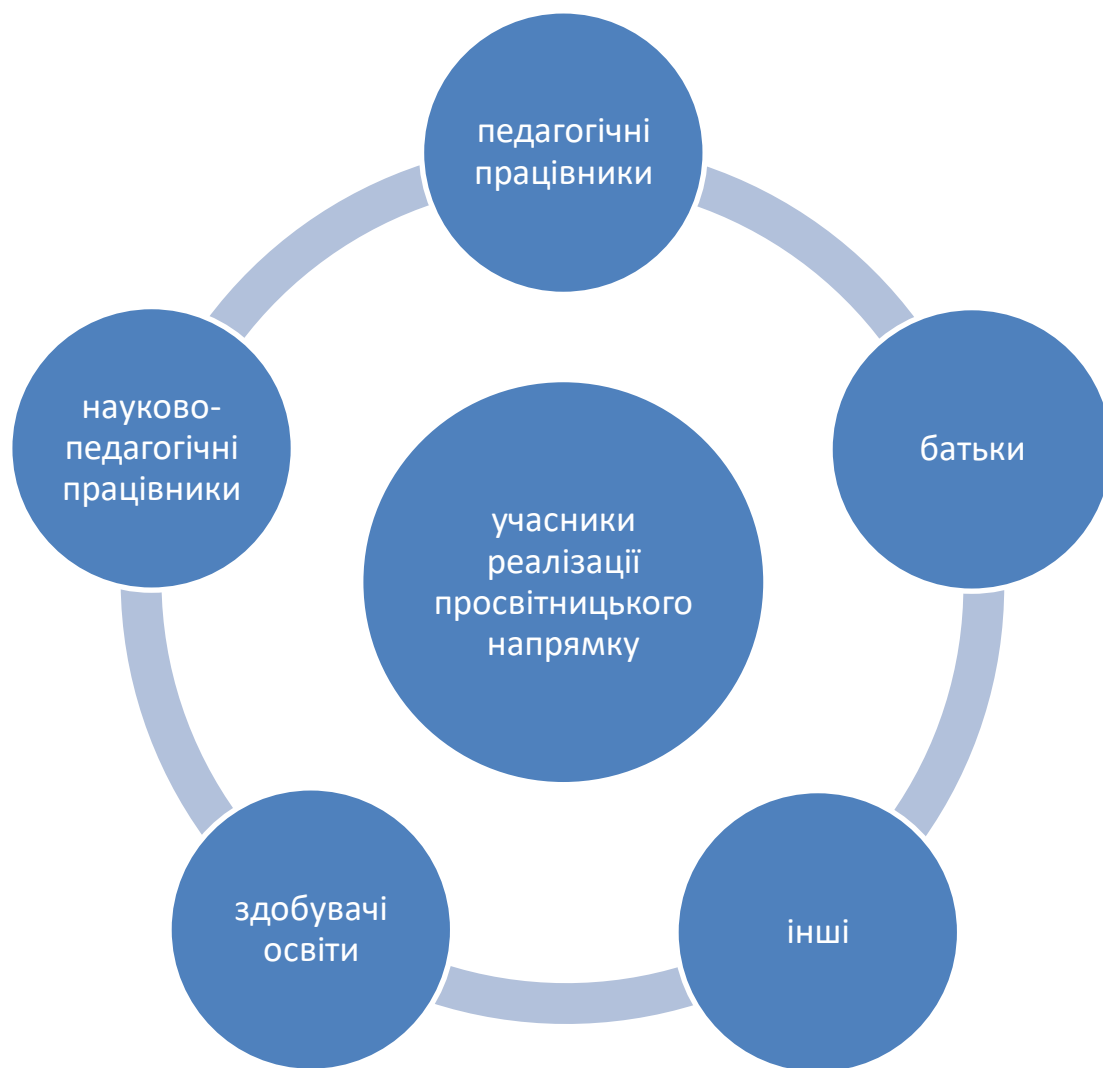 педагогічні
працівники
батьки
інші
здобувачі
освіти
науково-
педагогічні
працівники
учасники
реалізації
просвітницького
напрямку